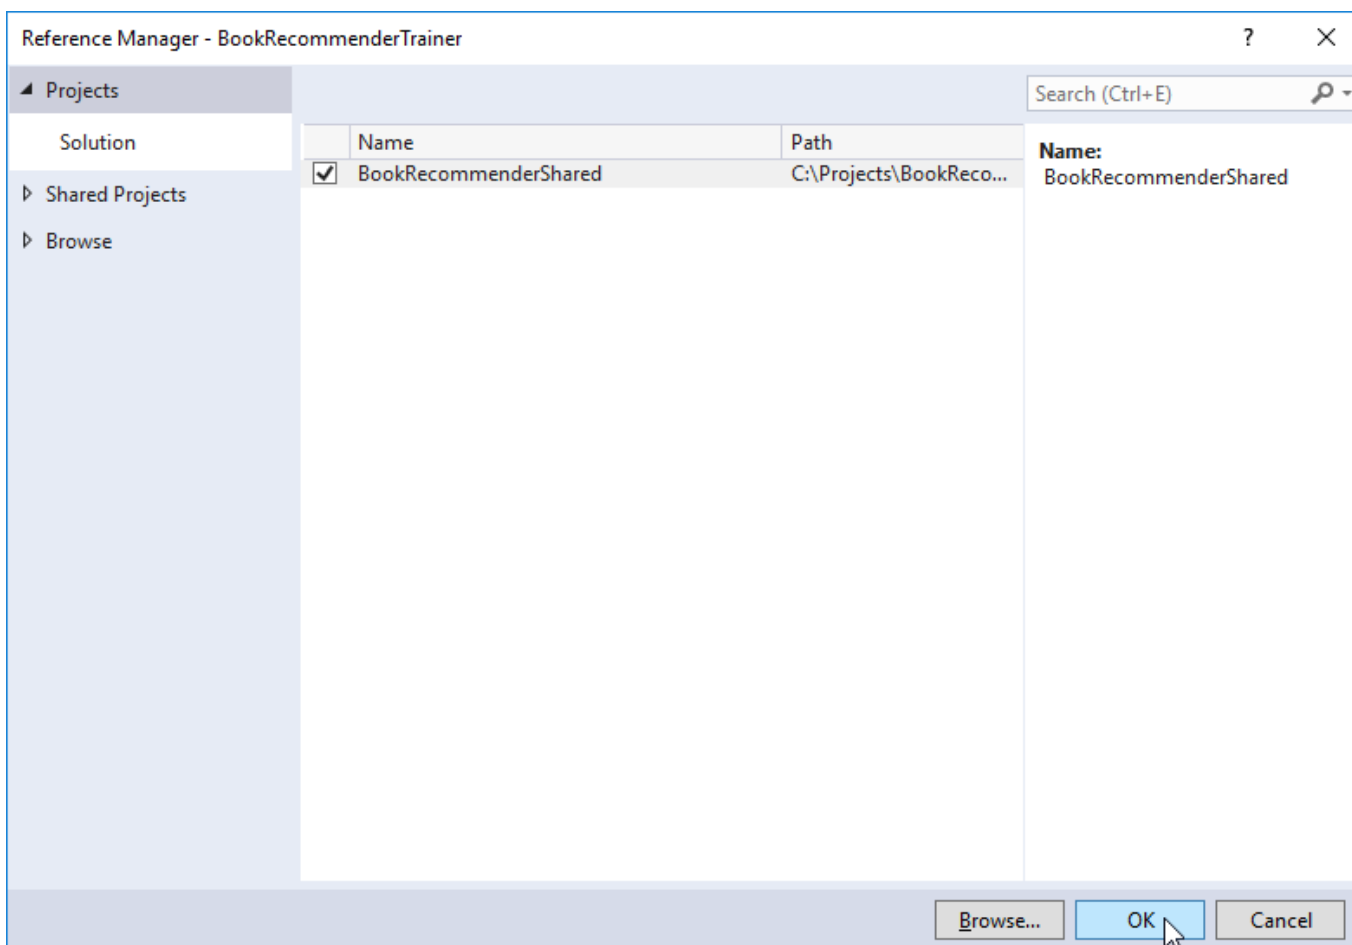 Reference Manager - BookRecommenderTrainer ?
Projects
Search (Ctrl+E)
Solution
Shared Projects
Browse
Name Path
BookRecommenderShared C:\Projects\BookReco...
Name:
BookRecommenderShared
Browse... OK Cancel